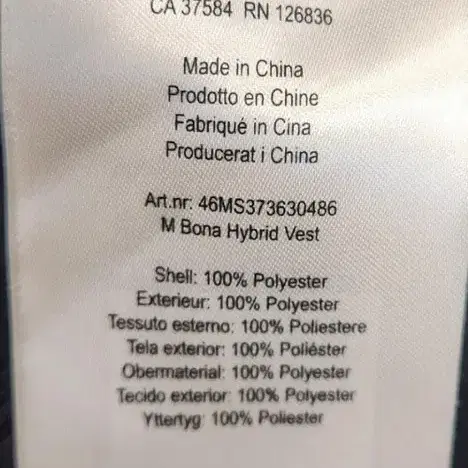 CA 37584 RN 126836
Made in China
Prodotto en Chine
Fabriqué in Cina
Producerat i China
Art.nr: 46MS373630486
M Bona Hybrid Vest
Shell: 100% Polyester
Exterieur: 100% Polyester
Tessuto esterno: 100% Poliestere
Tela exterior: 100% Poliéster
Obermaterial: 100% Polyester
Tecido exterior: 100% Polyester
Yttertyg: 100% Poliester